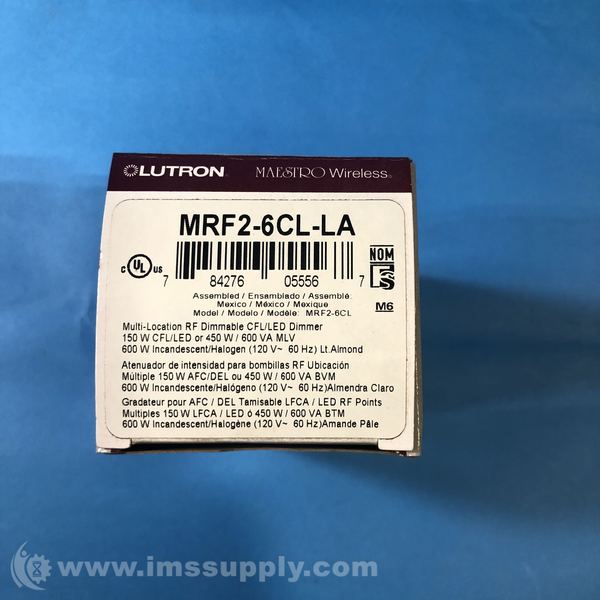 LUTRON MAESTRO Wireless
MRF2-6CL-LA
c UL US
NOM
7 84276 05556 7
M6
Assembled / Ensamblado / Assemblé:
Mexico / México / Mexique
Model / Modelo / Modèle: MRF2-6CL
Multi-Location RF Dimmable CFL/LED Dimmer
150 W CFL/LED or 450 W / 600 VA MLV
600 W Incandescent/Halogen (120 V~ 60 Hz) Lt.Almond
Atenuador de intensidad para bombillas RF Ubicación
Múltiple 150 W AFC/DEL ou 450 W / 600 VA BVM
600 W Incandescente/Halógeno (120 V~ 60 Hz)Almendra Claro
Gradateur pour AFC / DEL Tamisable LFCA / LED RF Points
Multiples 150 W LFCA / LED ó 450 W / 600 VA BTM
600 W Incandescent/Halogène (120 V~ 60 Hz)Amande Pâle
www.imssupply.com